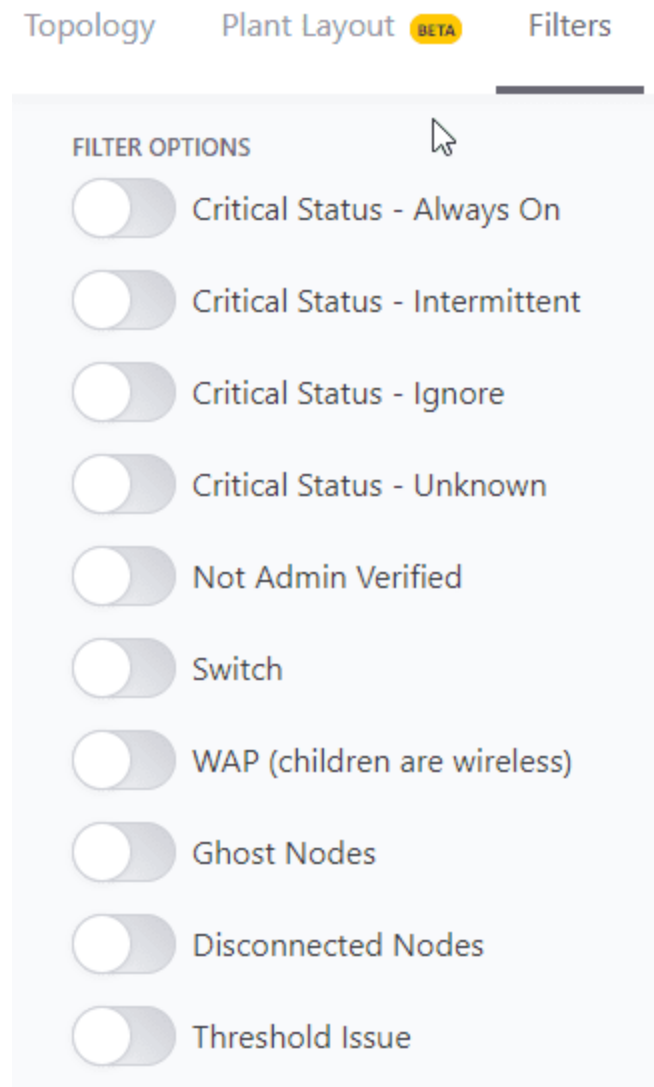 Topology Plant Layout BETA Filters
FILTER OPTIONS
Critical Status - Always On
Critical Status - Intermittent
Critical Status - Ignore
Critical Status - Unknown
Not Admin Verified
Switch
WAP (children are wireless)
Ghost Nodes
Disconnected Nodes
Threshold Issue